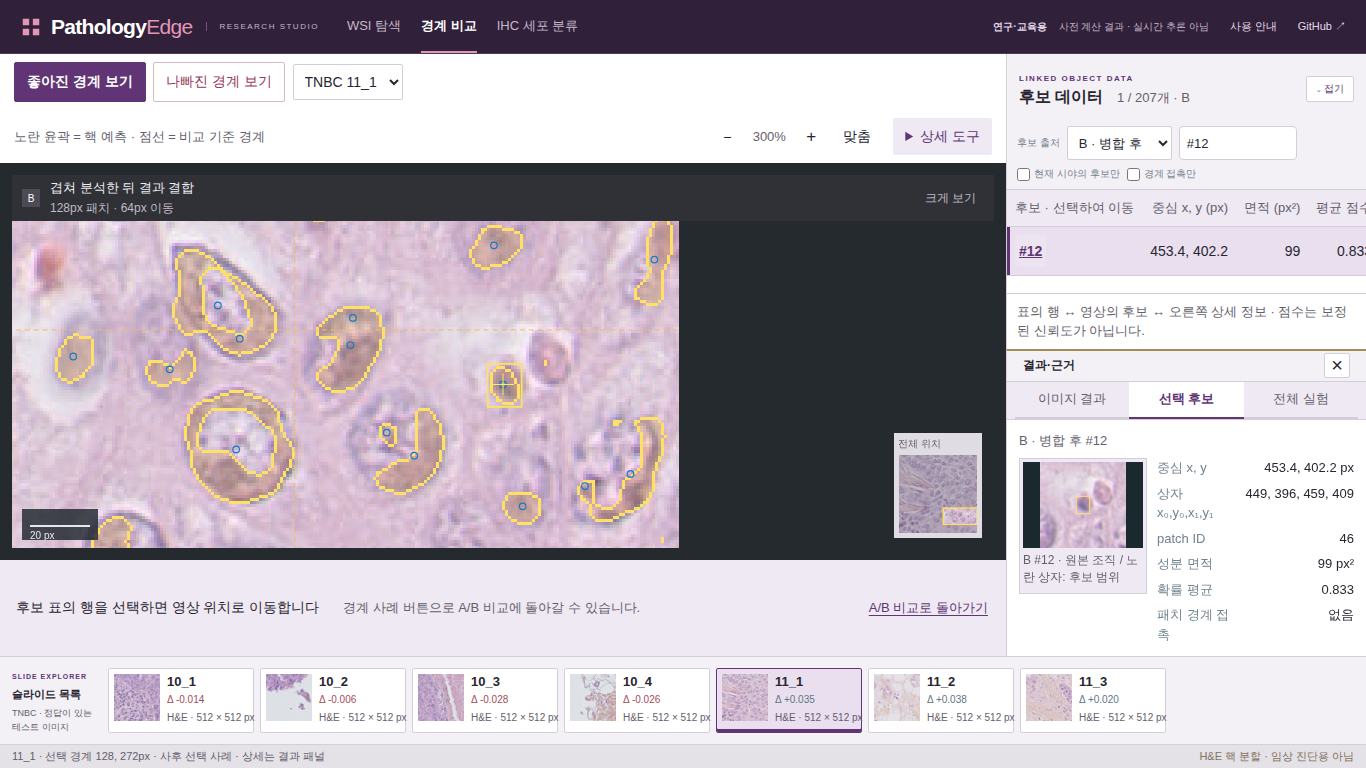 PathologyEdge RESEARCH STUDIO WSI 탐색 경계 비교 IHC 세포 분류 연구·교육용 사전 계산 결과 · 실시간 추론 아님 사용 안내 GitHub ↗
좋아진 경계 보기 나빠진 경계 보기 TNBC 11_1
노란 윤곽 = 핵 예측 · 점선 = 비교 기준 경계 − 300% + 맞춤 ▶ 상세 도구
B 겹쳐 분석한 뒤 결과 결합
128px 패치 · 64px 이동
크게 보기
20 px
전체 위치
후보 표의 행을 선택하면 영상 위치로 이동합니다 경계 사례 버튼으로 A/B 비교에 돌아갈 수 있습니다. A/B 비교로 돌아가기
LINKED OBJECT DATA
후보 데이터 1 / 207개 · B
접기
후보 출처 B · 병합 후 #12
현재 시야의 후보만 경계 접촉만
후보 · 선택하여 이동 중심 x, y (px) 면적 (px²) 평균 점수
#12 453.4, 402.2 99 0.833
표의 행 ↔ 영상의 후보 ↔ 오른쪽 상세 정보 · 점수는 보정
된 신뢰도가 아닙니다.
결과·근거 ✕
이미지 결과 선택 후보 전체 실험
B · 병합 후 #12
B #12 · 원본 조직 / 노
란 상자: 후보 범위
중심 x, y 453.4, 402.2 px
상자 449, 396, 459, 409
x₀,y₀,x₁,y₁
patch ID 46
성분 면적 99 px²
확률 평균 0.833
패치 경계 접 없음
촉
SLIDE EXPLORER
슬라이드 목록
TNBC · 정답이 있는
테스트 이미지
10_1
Δ -0.014
H&E · 512 × 512 px
10_2
Δ -0.006
H&E · 512 × 512 px
10_3
Δ -0.028
H&E · 512 × 512 px
10_4
Δ -0.026
H&E · 512 × 512 px
11_1
Δ +0.035
H&E · 512 × 512 px
11_2
Δ +0.038
H&E · 512 × 512 px
11_3
Δ +0.020
H&E · 512 × 512 px
11_1 · 선택 경계 128, 272px · 사후 선택 사례 · 상세는 결과 패널 H&E 핵 분할 · 임상 진단용 아님